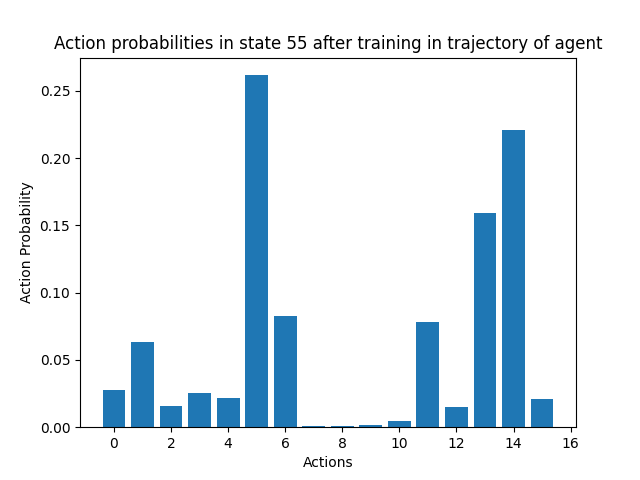 Action probabilities in state 55 after training in trajectory of agent
0.25
0.20
0.15
0.10
0.05
0.00
Action Probability
0 2 4 6 8 10 12 14 16
Actions